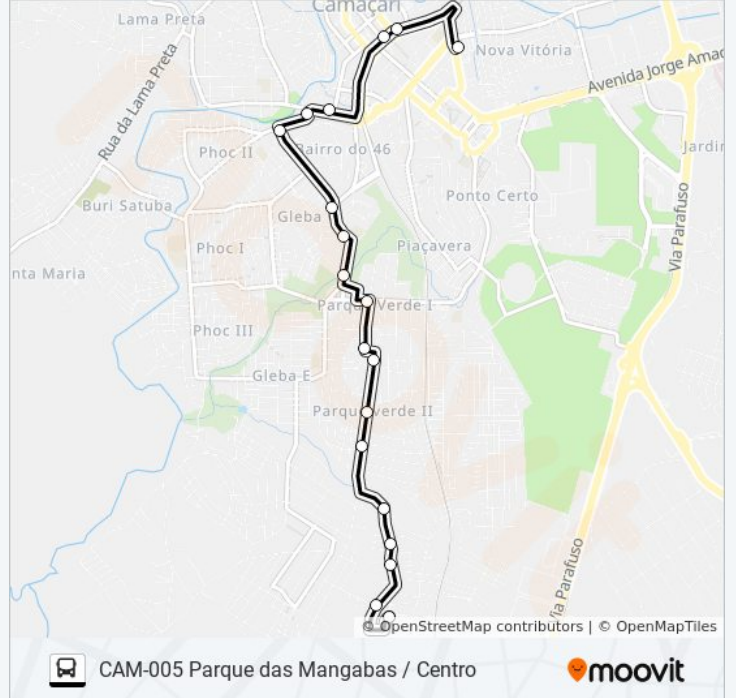 Camaçari
Lama Preta
Nova Vitória
Avenida Jorge Amad
Rua da Lama Preta
Phoc II
Bairro do 46
Jardin
Ponto Certo
Buri Satuba
Gleba
Via Parafuso
Phoc I
Piaçavera
nta Maria
Parque Verde I
Phoc III
Gleba E
Parque Verde II
Via Parafuso
© OpenStreetMap contributors | © OpenMapTiles
CAM-005 Parque das Mangabas / Centro
moovit